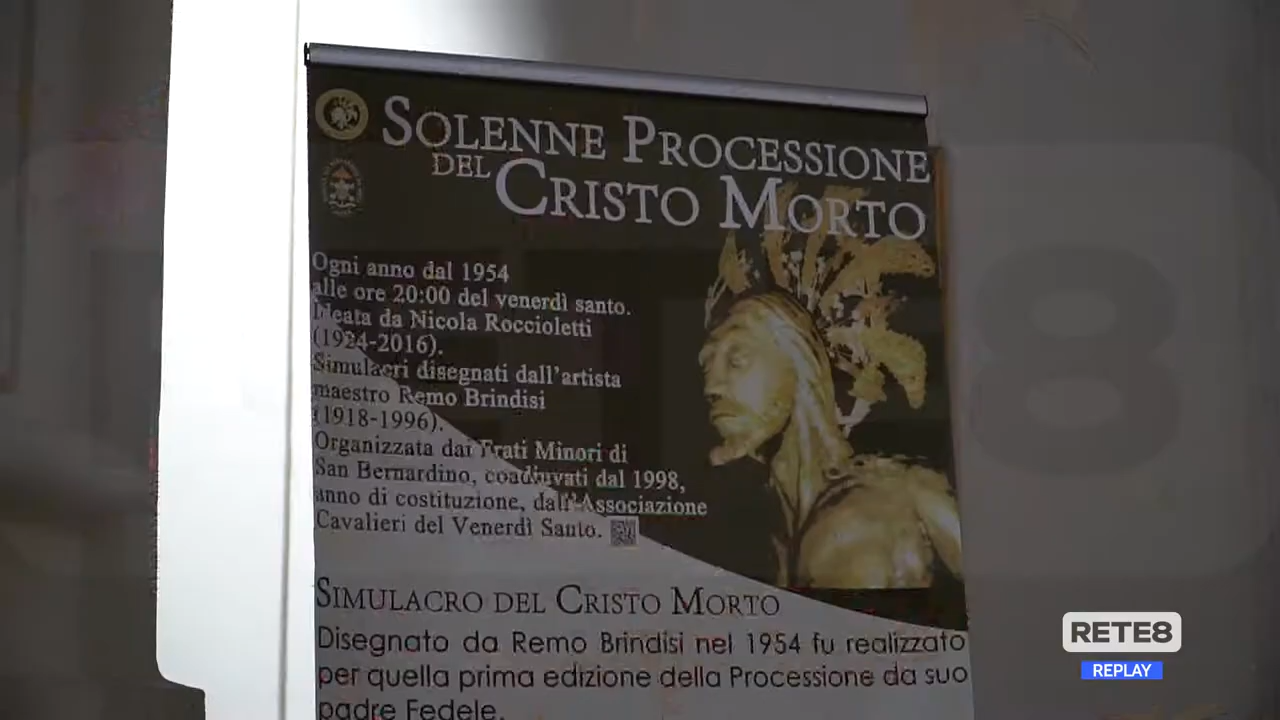 SOLENNE PROCESSIONE
DEL CRISTO MORTO
Ogni anno dal 1954
alle ore 20:00 del venerdì santo.
Ideata da Nicola Roccioletti
(1924-2016).
Simulacri disegnati dall'artista
maestro Remo Brindisi
(1918-1996).
Organizzata dai Frati Minori di
San Bernardino, coadiuvati dal 1998,
anno di costituzione, dall'Associazione
Cavalieri del Venerdì Santo.
SIMULACRO DEL CRISTO MORTO
Disegnato da Remo Brindisi nel 1954 fu realizzato
per quella prima edizione della Processione da suo
padre Fedele.
RETE8
REPLAY